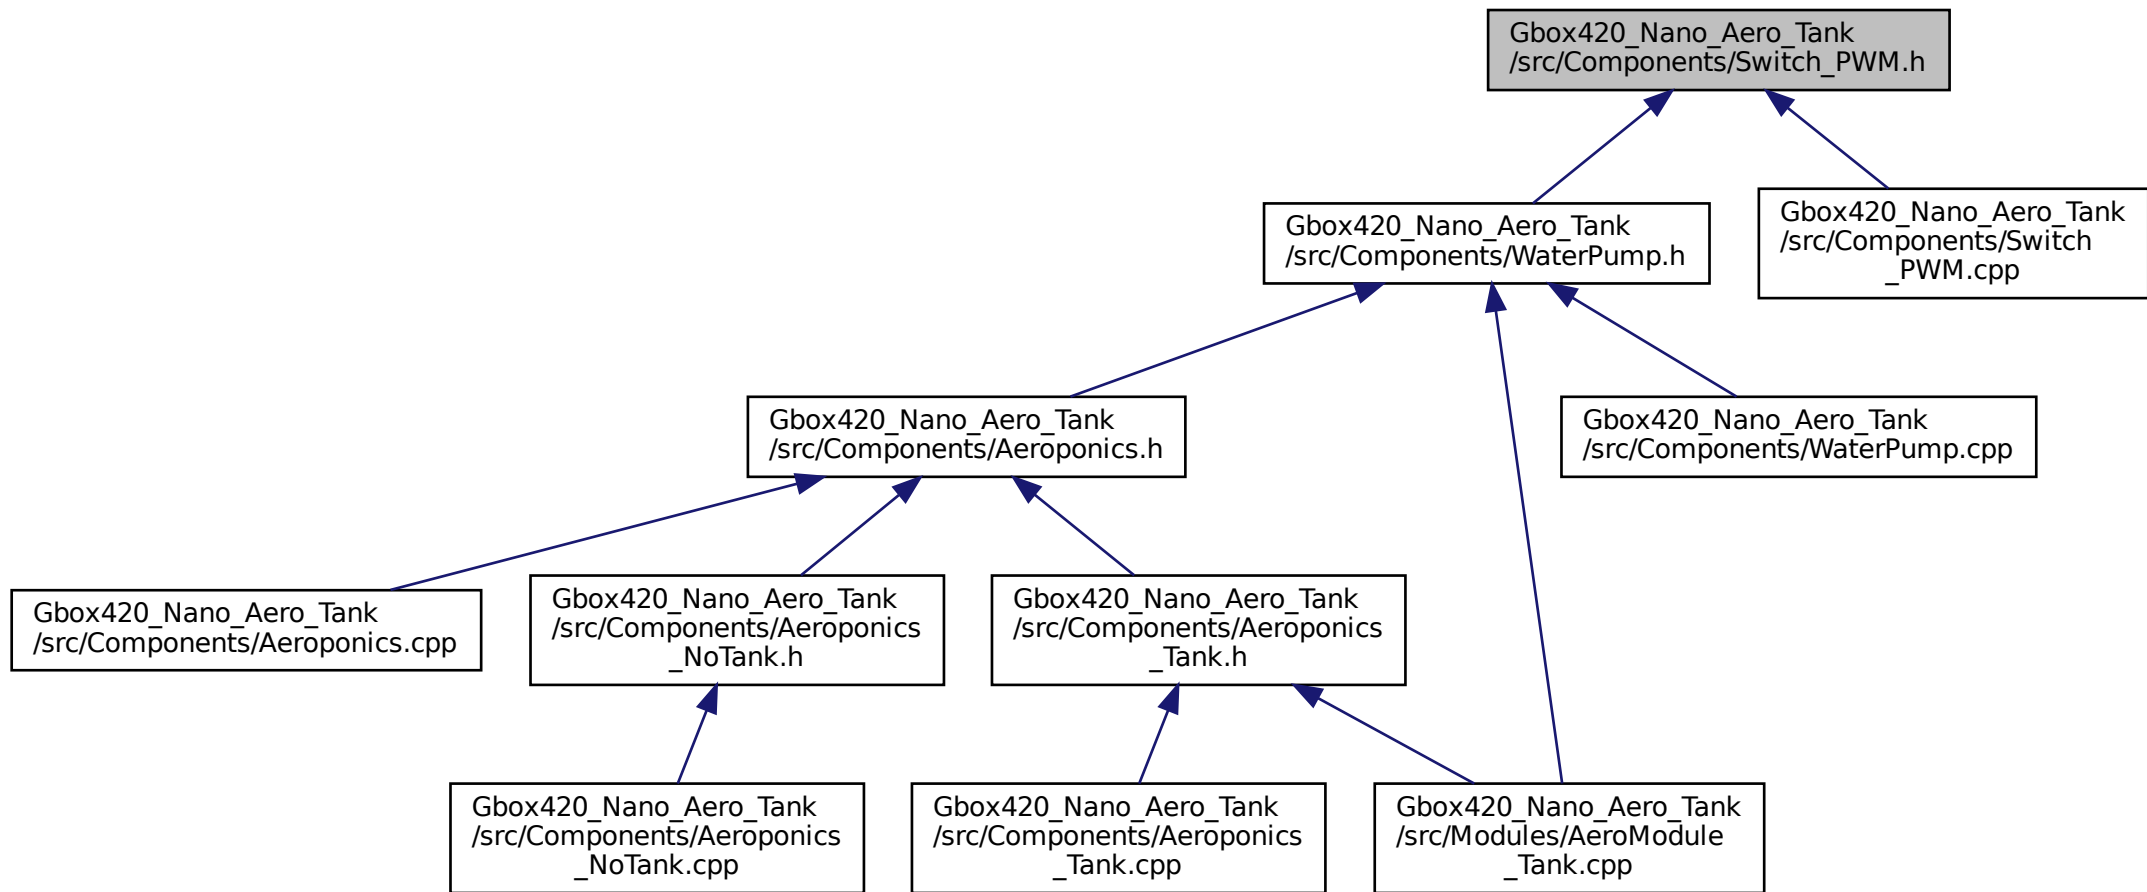 Gbox420_Nano_Aero_Tank
/src/Components/Switch_PWM.h
Gbox420_Nano_Aero_Tank
/src/Components/WaterPump.h
Gbox420_Nano_Aero_Tank
/src/Components/Switch
_PWM.cpp
Gbox420_Nano_Aero_Tank
/src/Components/Aeroponics.h
Gbox420_Nano_Aero_Tank
/src/Components/WaterPump.cpp
Gbox420_Nano_Aero_Tank
/src/Components/Aeroponics.cpp
Gbox420_Nano_Aero_Tank
/src/Components/Aeroponics
_NoTank.h
Gbox420_Nano_Aero_Tank
/src/Components/Aeroponics
_Tank.h
Gbox420_Nano_Aero_Tank
/src/Components/Aeroponics
_NoTank.cpp
Gbox420_Nano_Aero_Tank
/src/Components/Aeroponics
_Tank.cpp
Gbox420_Nano_Aero_Tank
/src/Modules/AeroModule
_Tank.cpp